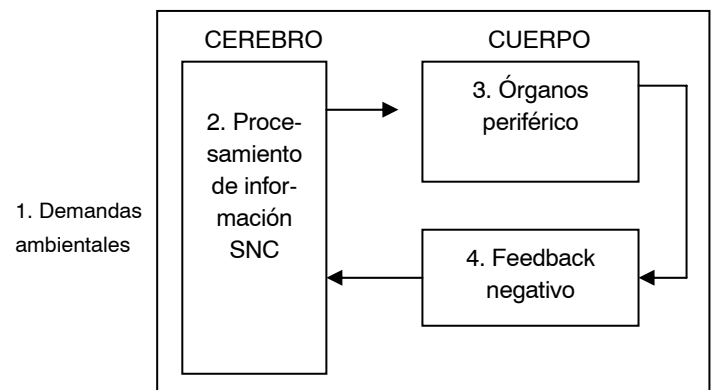 CEREBRO
CUERPO
1. Demandas
ambientales
2. Proce-
samiento
de infor-
mación
SNC
3. Órganos
periférico
4. Feedback
negativo